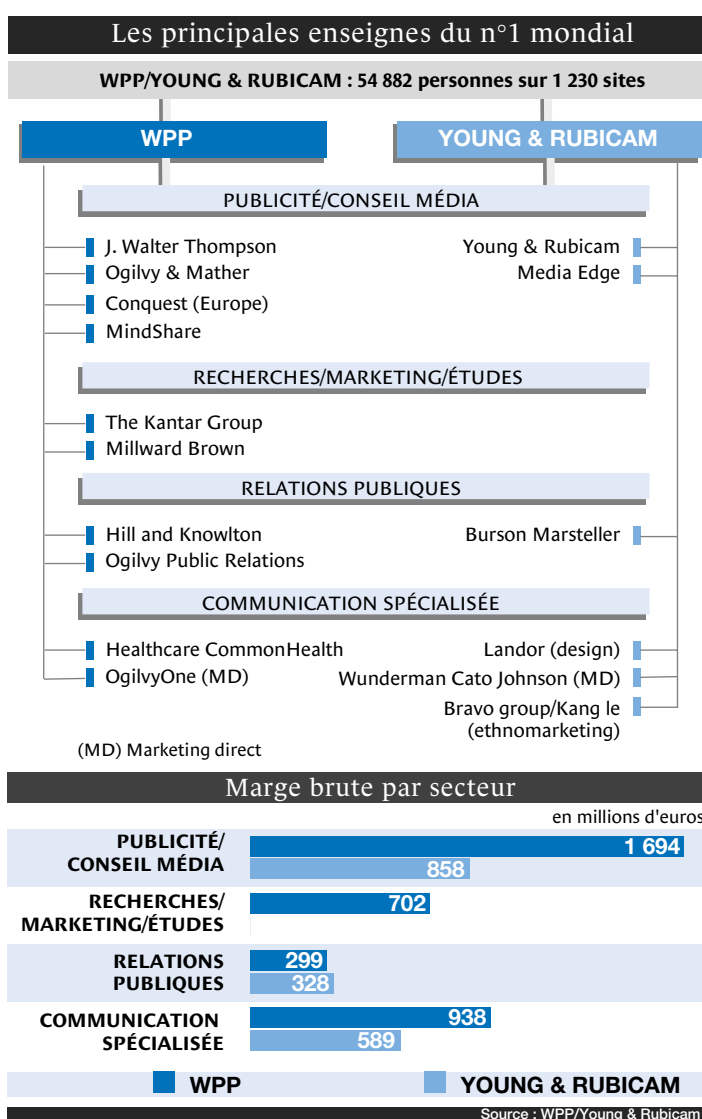 Les principales enseignes du n°1 mondial
WPP/YOUNG & RUBICAM : 54 882 personnes sur 1 230 sites
WPP
YOUNG & RUBICAM
PUBLICITÉ/CONSEIL MÉDIA
J. Walter Thompson
Ogilvy & Mather
Conquest (Europe)
MindShare
Young & Rubicam
Media Edge
RECHERCHES/MARKETING/ÉTUDES
The Kantar Group
Millward Brown
RELATIONS PUBLIQUES
Hill and Knowlton
Ogilvy Public Relations
Burson Marsteller
COMMUNICATION SPÉCIALISÉE
Healthcare CommonHealth
OgilvyOne (MD)
Landor (design)
Wunderman Cato Johnson (MD)
Bravo group/Kang le
(ethnomarketing)
(MD) Marketing direct
Marge brute par secteur
en millions d'euros
PUBLICITÉ/
CONSEIL MÉDIA
1 694
858
RECHERCHES/
MARKETING/ÉTUDES
702
RELATIONS
PUBLIQUES
299
328
COMMUNICATION
SPÉCIALISÉE
938
589
WPP
YOUNG & RUBICAM
Source : WPP/Young & Rubicam